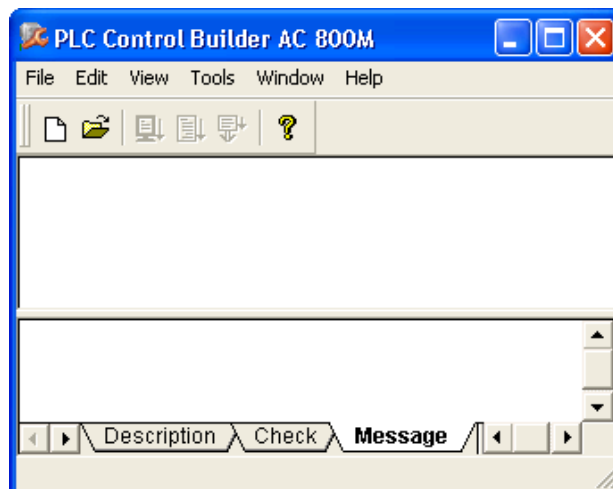 PLC Control Builder AC 800M
File Edit View Tools Window Help
Description Check Message